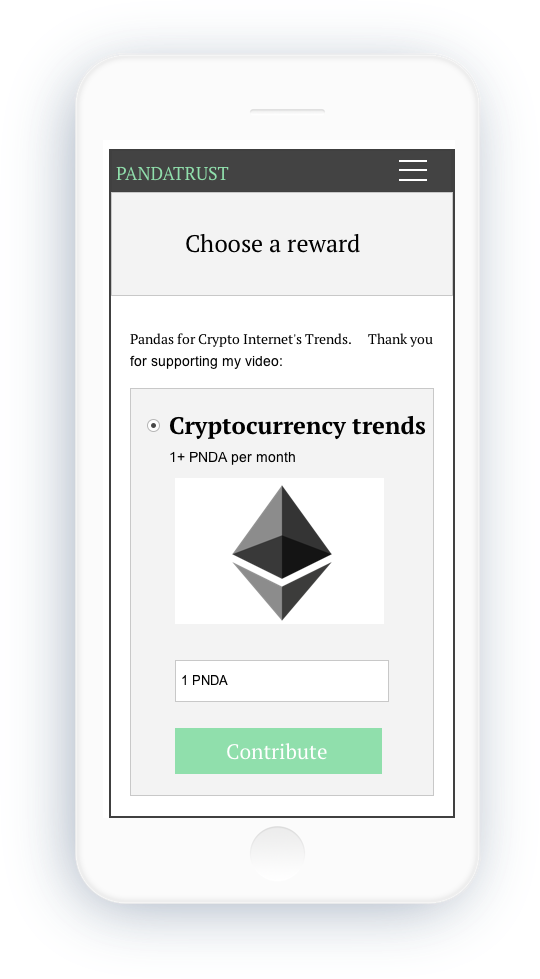 PANDATRUST
Choose a reward
Pandas for Crypto Internet's Trends. Thank you
for supporting my video:
Cryptocurrency trends
1+ PNDA per month
1 PNDA
Contribute